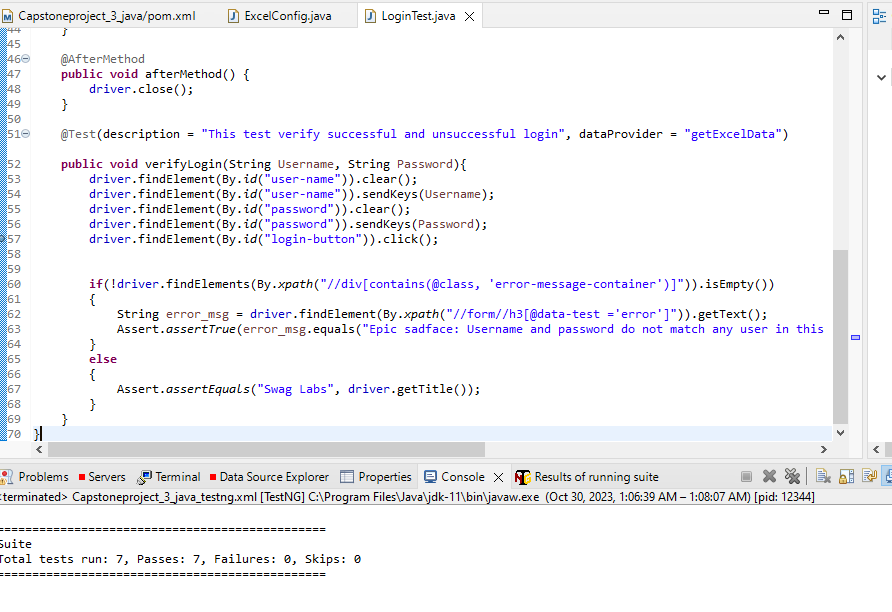 Capstoneproject_3_java/pom.xml ExcelConfig.java LoginTest.java
44 }
45
46 @AfterMethod
47 public void afterMethod() {
48 driver.close();
49 }
50
51 @Test(description = "This test verify successful and unsuccessful login", dataProvider = "getExcelData")
52 public void verifyLogin(String Username, String Password){
53 driver.findElement(By.id("user-name")).clear();
54 driver.findElement(By.id("user-name")).sendKeys(Username);
55 driver.findElement(By.id("password")).clear();
56 driver.findElement(By.id("password")).sendKeys(Password);
57 driver.findElement(By.id("login-button")).click();
58
59
60 if(!driver.findElements(By.xpath("//div[contains(@class, 'error-message-container')]")).isEmpty())
61 {
62 String error_msg = driver.findElement(By.xpath("//form//h3[@data-test ='error']")).getText();
63 Assert.assertTrue(error_msg.equals("Epic sadface: Username and password do not match any user in this
64 }
65 else
66 {
67 Assert.assertEquals("Swag Labs", driver.getTitle());
68 }
69 }
70 }
Problems Servers Terminal Data Source Explorer Properties Console Results of running suite
<terminated> Capstoneproject_3_java_testng.xml [TestNG] C:\Program Files\Java\jdk-11\bin\javaw.exe (Oct 30, 2023, 1:06:39 AM – 1:08:07 AM) [pid: 12344]
===============================================
Suite
Total tests run: 7, Passes: 7, Failures: 0, Skips: 0
===============================================